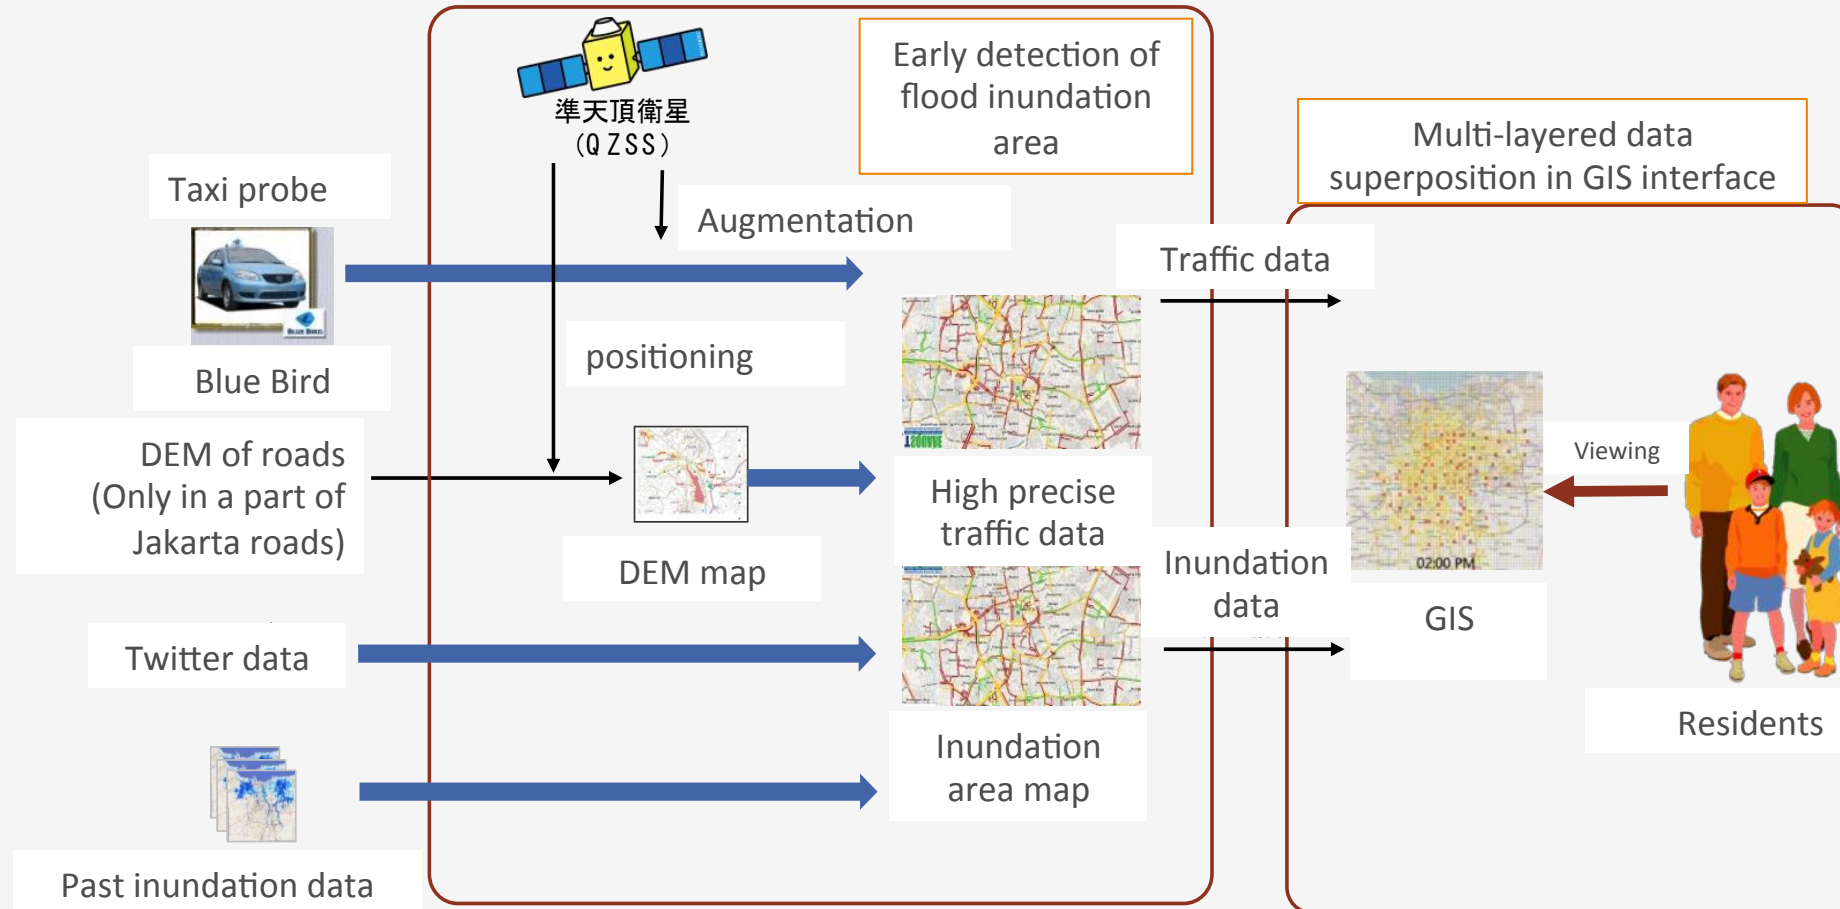 準天頂衛星
(QZSS)
Early detection of
flood inundation
area
Multi-layered data
superposition in GIS interface
Taxi probe
Augmentation
Traffic data
BLUE BIRD
Blue Bird
positioning
DEM of roads
(Only in a part of
Jakarta roads)
DEM map
High precise
traffic data
Viewing
02:00 PM
Inundation
data
GIS
Twitter data
Inundation
area map
Residents
Past inundation data